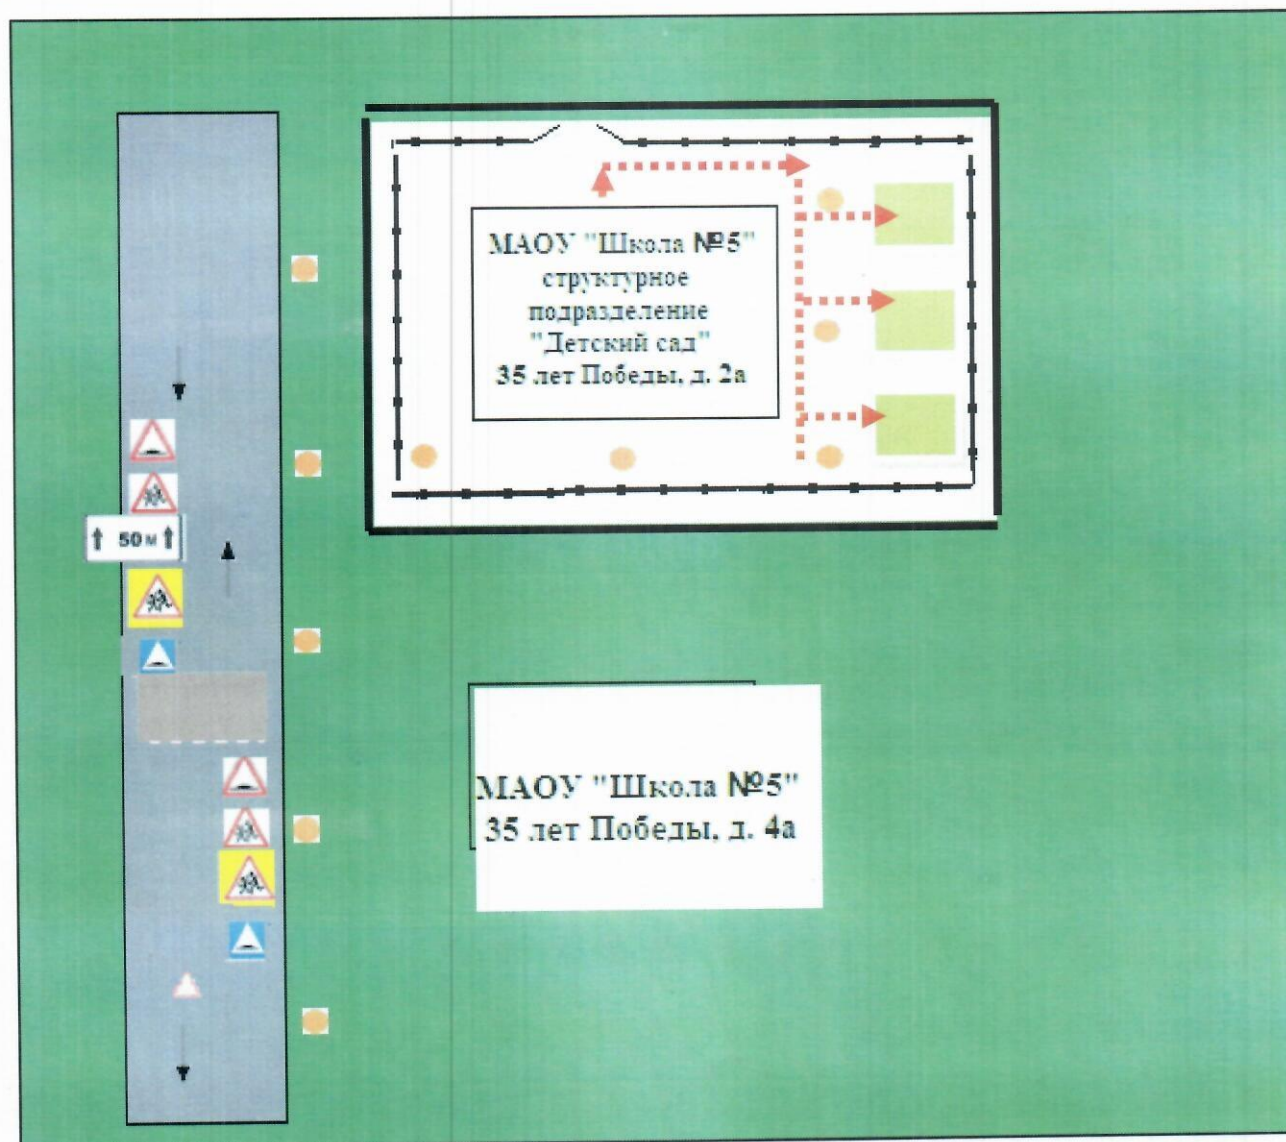 МАОУ "Школа №5"
структурное
подразделение
"Детский сад"
35 лет Победы, д. 2а
50 м
МАОУ "Школа №5"
35 лет Победы, д. 4а